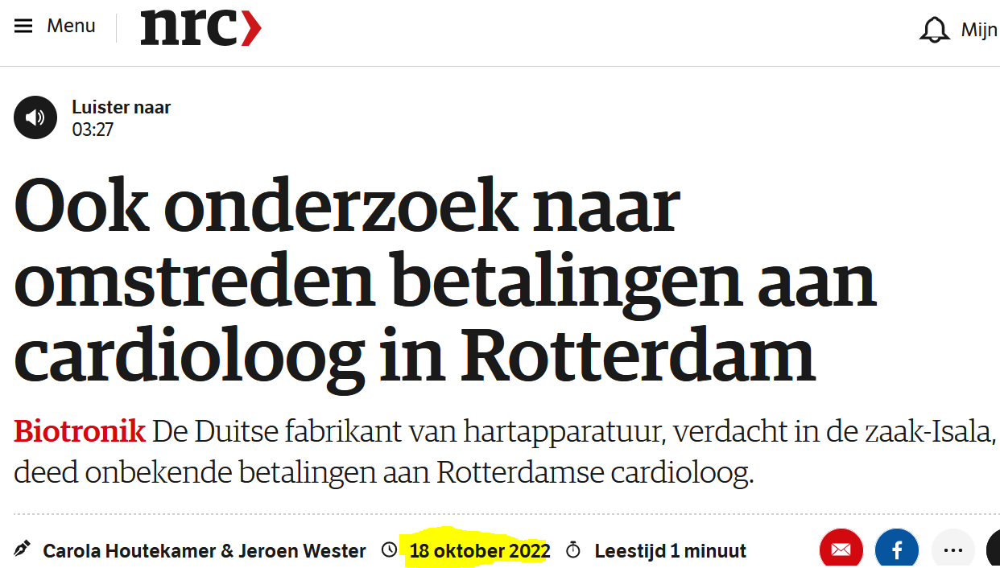 Menu
nrc
Mijn
Luister naar
03:27
Ook onderzoek naar
omstreden betalingen aan
cardioloog in Rotterdam
Biotronik De Duitse fabrikant van hartapparatuur, verdacht in de zaak-Isala,
deed onbekende betalingen aan Rotterdamse cardioloog.
Carola Houtekamer & Jeroen Wester 18 oktober 2022 Leestijd 1 minuut